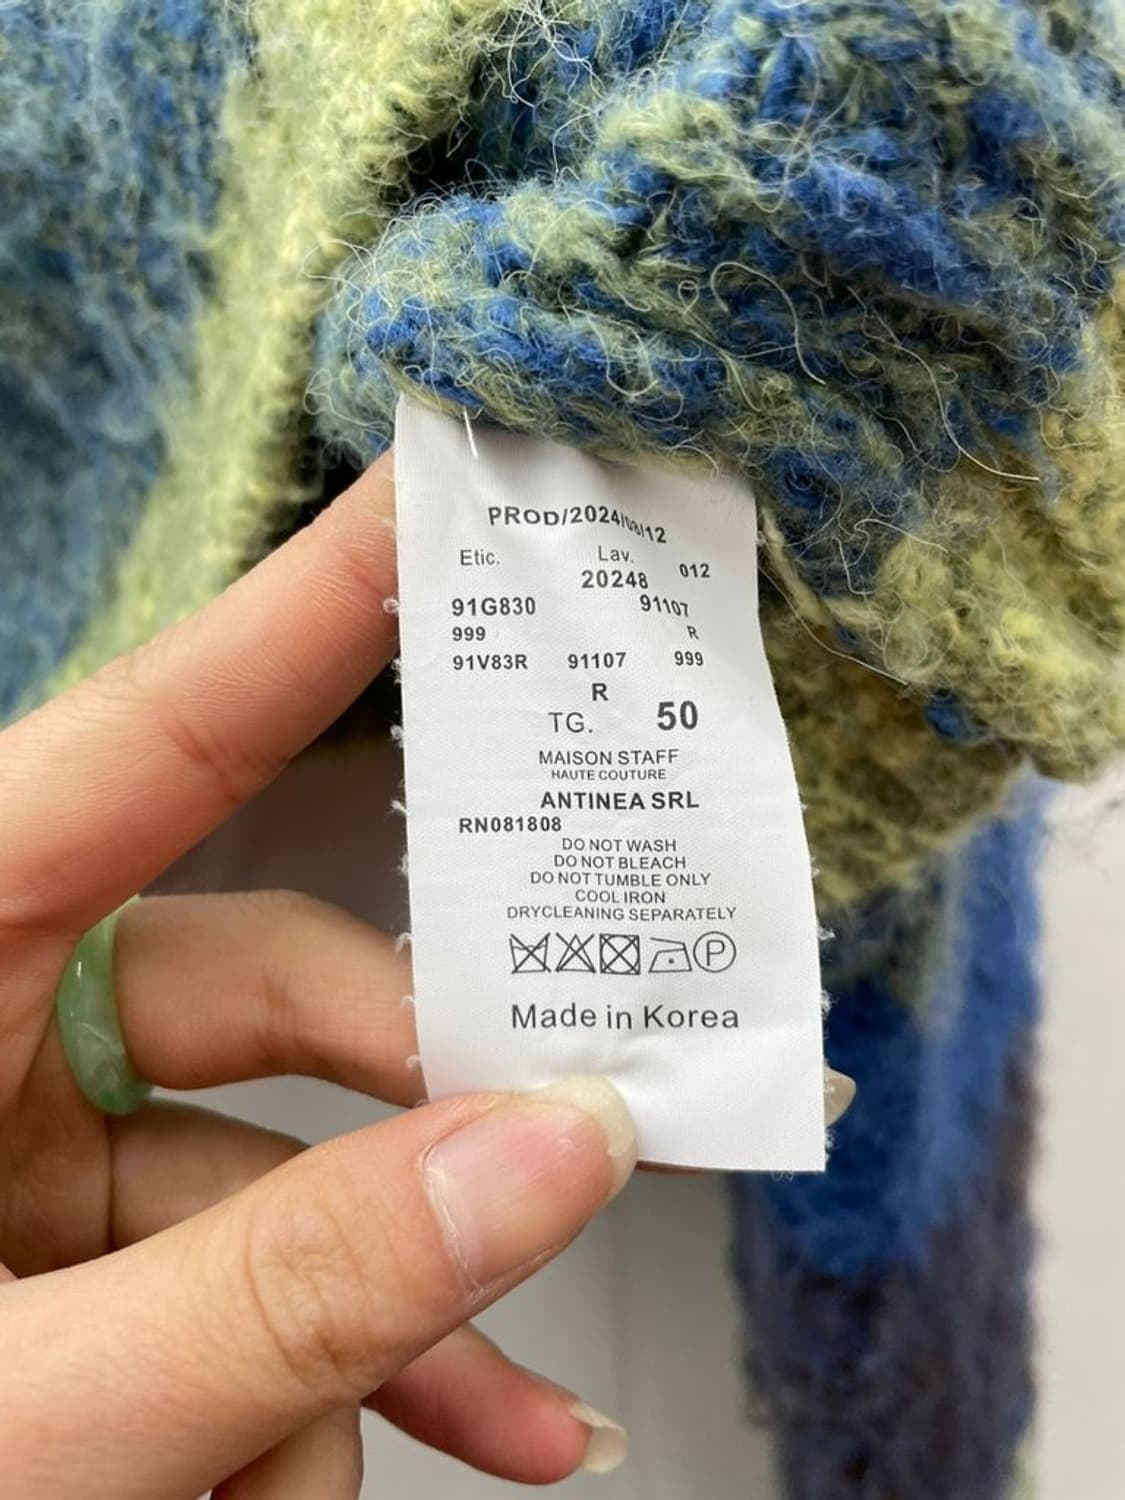 PROD/2024/08/12
Etic. Lav. 012
20248
91G830 91107
999 R
91V83R 91107 999
R
TG. 50
MAISON STAFF
HAUTE COUTURE
ANTINEA SRL
RN081808
DO NOT WASH
DO NOT BLEACH
DO NOT TUMBLE ONLY
COOL IRON
DRYCLEANING SEPARATELY
P
Made in Korea